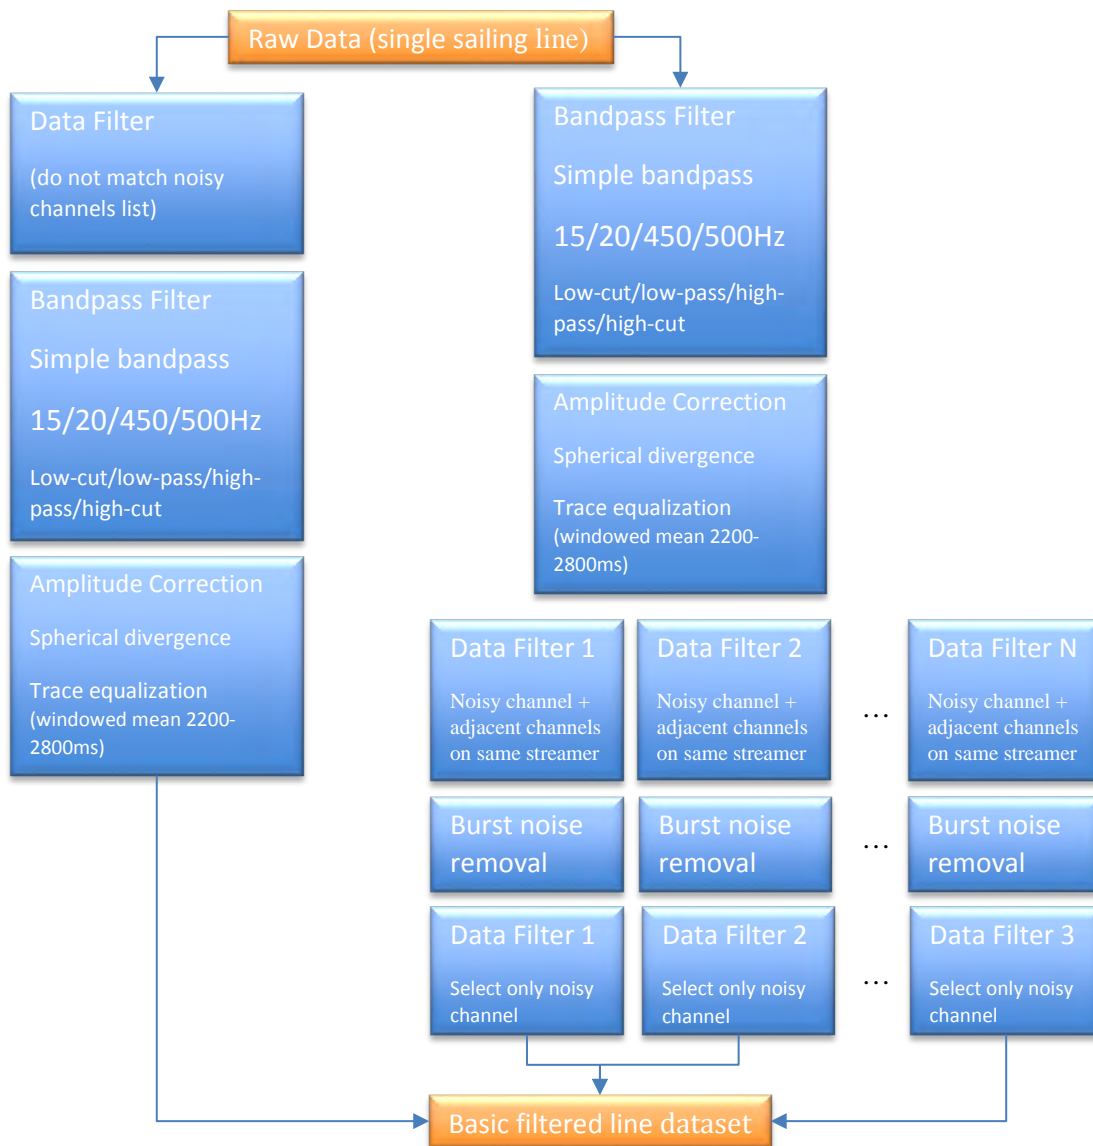 Raw Data (single sailing line)
Data Filter
(do not match noisy
channels list)
Bandpass Filter
Simple bandpass
15/20/450/500Hz
Low-cut/low-pass/high-
pass/high-cut
Amplitude Correction
Spherical divergence
Trace equalization
(windowed mean 2200-
2800ms)
Bandpass Filter
Simple bandpass
15/20/450/500Hz
Low-cut/low-pass/high-
pass/high-cut
Amplitude Correction
Spherical divergence
Trace equalization
(windowed mean 2200-
2800ms)
Data Filter 1
Noisy channel +
adjacent channels
on same streamer
Data Filter 2
Noisy channel +
adjacent channels
on same streamer
…
Data Filter N
Noisy channel +
adjacent channels
on same streamer
Burst noise
removal
Burst noise
removal
…
Burst noise
removal
Data Filter 1
Select only noisy
channel
Data Filter 2
Select only noisy
channel
…
Data Filter 3
Select only noisy
channel
Basic filtered line dataset